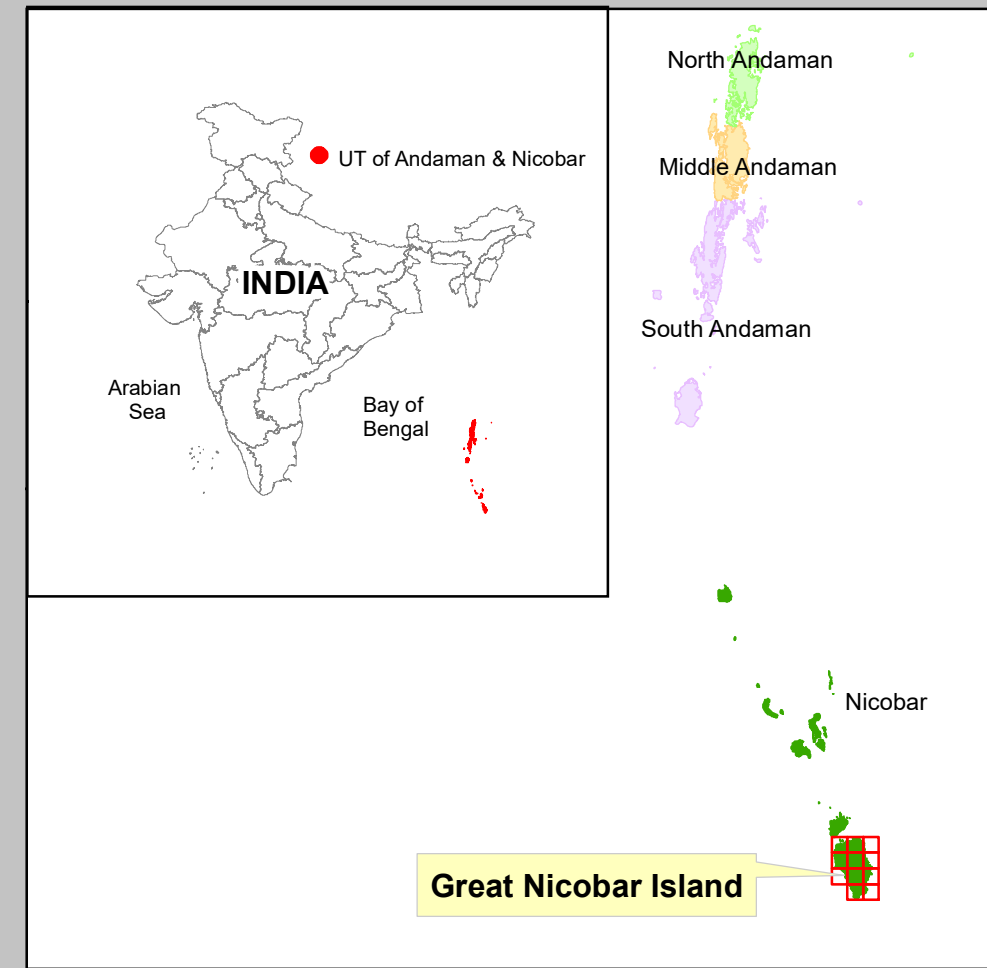 North Andaman
UT of Andaman & Nicobar
Middle Andaman
INDIA
South Andaman
Arabian
Sea
Bay of
Bengal
Nicobar
Great Nicobar Island